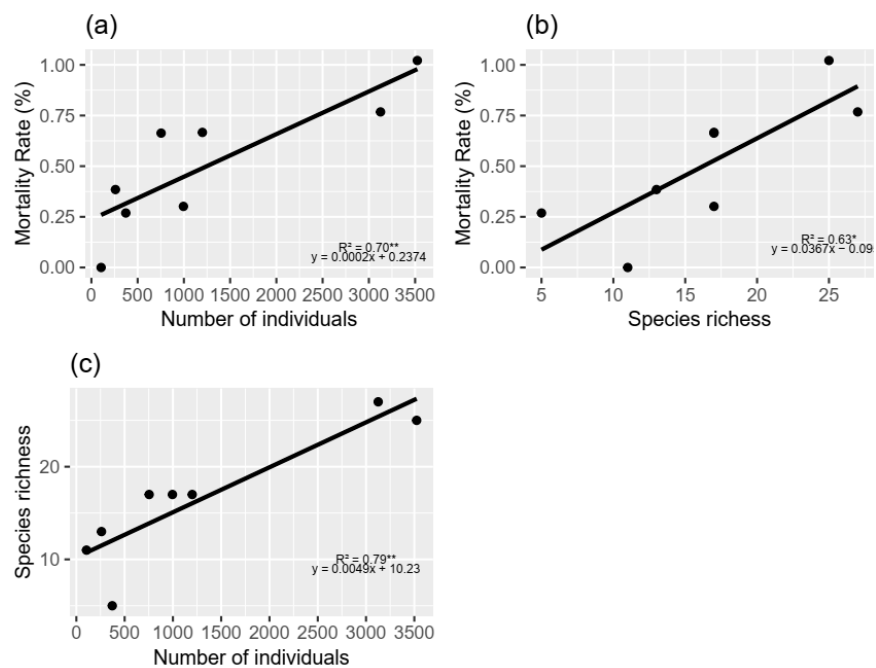 (a)
Mortality Rate (%)
1.00
0.75
0.50
0.25
0.00
R² = 0.70**
y = 0.0002x + 0.2374
0 500 1000 1500 2000 2500 3000 3500
Number of individuals
(b)
Mortality Rate (%)
1.00
0.75
0.50
0.25
0.00
R² = 0.63*
y = 0.0367x − 0.09
5 10 15 20 25
Species richess
(c)
Species richness
20
10
R² = 0.79**
y = 0.0049x + 10.23
0 500 1000 1500 2000 2500 3000 3500
Number of individuals